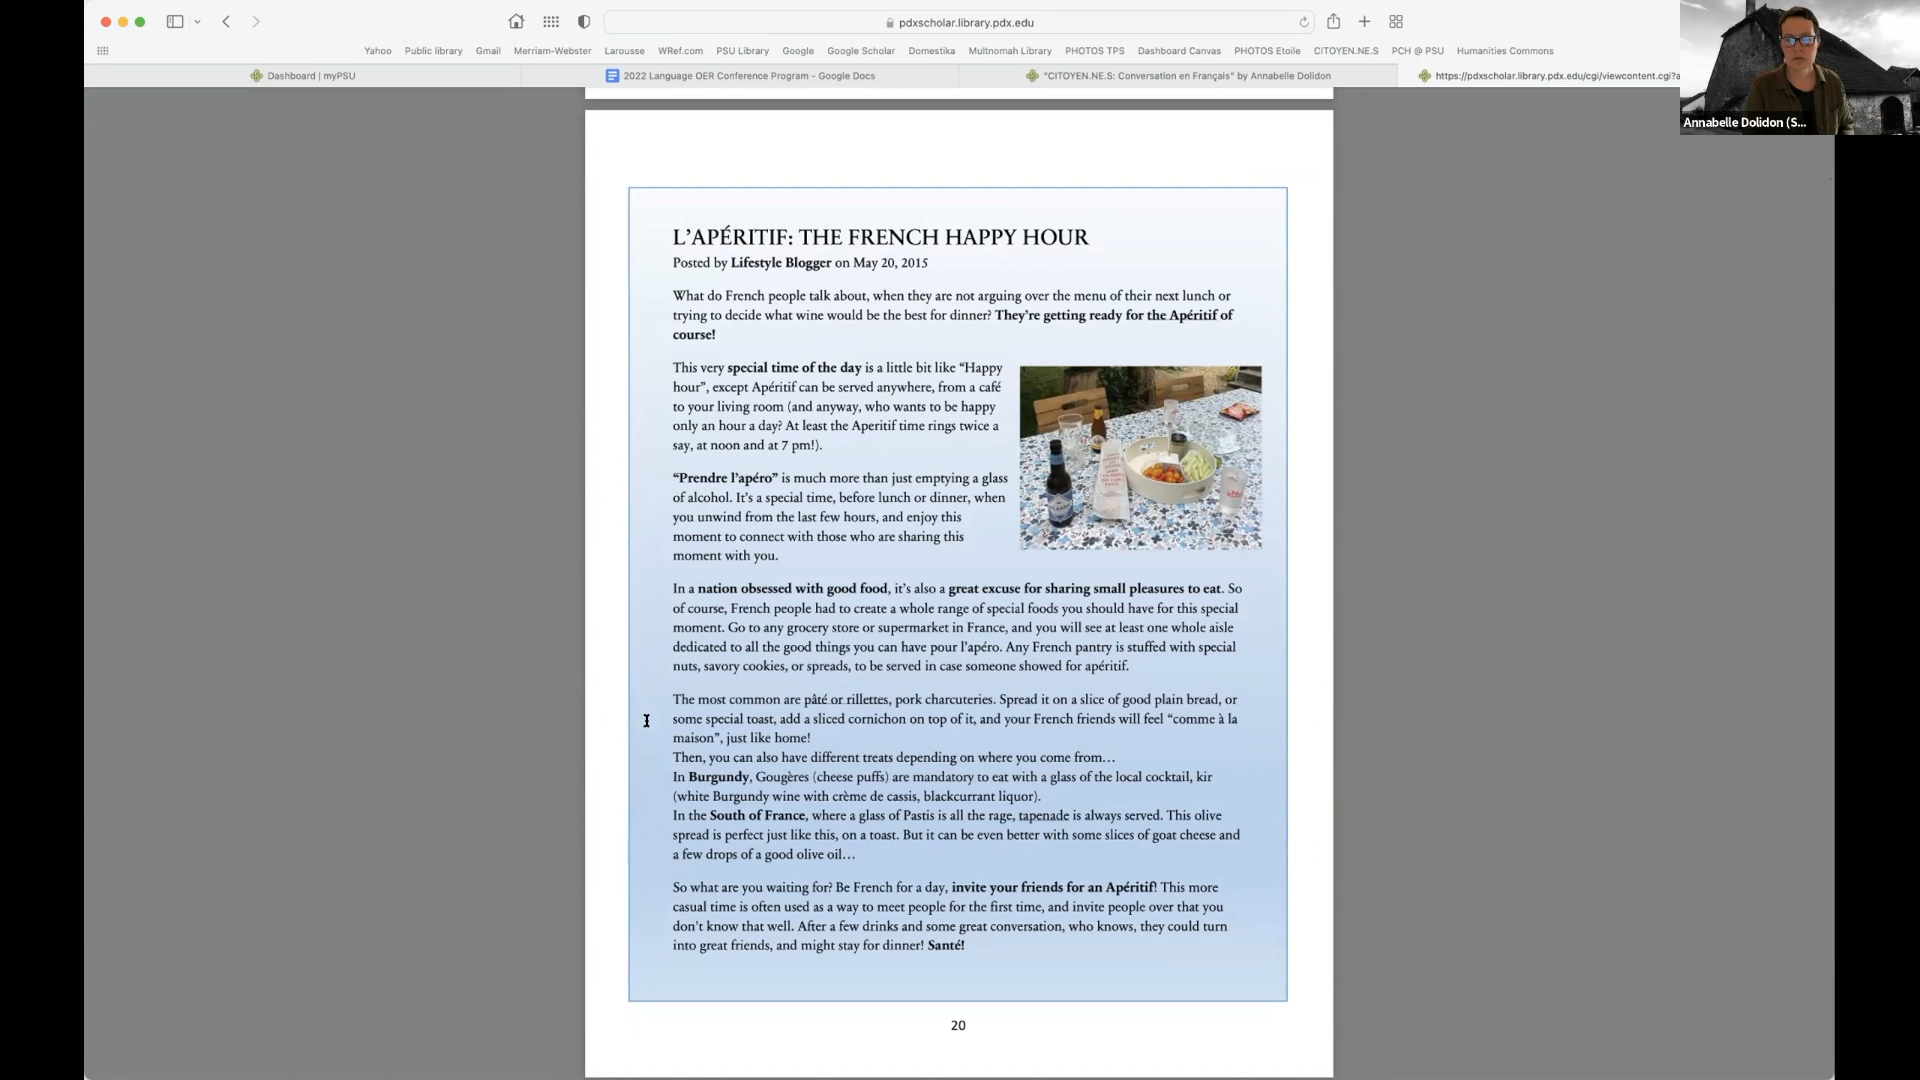 pdxscholar.library.pdx.edu
Yahoo Public library Gmail Merriam-Webster Larousse WRef.com PSU Library Google Google Scholar Domestika Multnomah Library PHOTOS TPS Dashboard Canvas PHOTOS Etoile CITOYEN.NE.S PCH @ PSU Humanities Commons
Dashboard | myPSU 2022 Language OER Conference Program - Google Docs "CITOYEN.NE.S: Conversation en Français" by Annabelle Dolidon https://pdxscholar.library.pdx.edu/cgi/viewcontent.cgi?a
Annabelle Dolidon (S...
L'APÉRITIF: THE FRENCH HAPPY HOUR
Posted by Lifestyle Blogger on May 20, 2015
What do French people talk about, when they are not arguing over the menu of their next lunch or
trying to decide what wine would be the best for dinner? They're getting ready for the Apéritif of
course!
This very special time of the day is a little bit like “Happy
hour”, except Apéritif can be served anywhere, from a café
to your living room (and anyway, who wants to be happy
only an hour a day? At least the Aperitif time rings twice a
say, at noon and at 7 pm!).
“Prendre l'apéro” is much more than just emptying a glass
of alcohol. It's a special time, before lunch or dinner, when
you unwind from the last few hours, and enjoy this
moment to connect with those who are sharing this
moment with you.
In a nation obsessed with good food, it's also a great excuse for sharing small pleasures to eat. So
of course, French people had to create a whole range of special foods you should have for this special
moment. Go to any grocery store or supermarket in France, and you will see at least one whole aisle
dedicated to all the good things you can have pour l'apéro. Any French pantry is stuffed with special
nuts, savory cookies, or spreads, to be served in case someone showed for apéritif.
The most common are pâté or rillettes, pork charcuteries. Spread it on a slice of good plain bread, or
some special toast, add a sliced cornichon on top of it, and your French friends will feel “comme à la
maison”, just like home!
Then, you can also have different treats depending on where you come from…
In Burgundy, Gougères (cheese puffs) are mandatory to eat with a glass of the local cocktail, kir
(white Burgundy wine with crème de cassis, blackcurrant liquor).
In the South of France, where a glass of Pastis is all the rage, tapenade is always served. This olive
spread is perfect just like this, on a toast. But it can be even better with some slices of goat cheese and
a few drops of a good olive oil…
So what are you waiting for? Be French for a day, invite your friends for an Apéritif! This more
casual time is often used as a way to meet people for the first time, and invite people over that you
don't know that well. After a few drinks and some great conversation, who knows, they could turn
into great friends, and might stay for dinner! Santé!
20